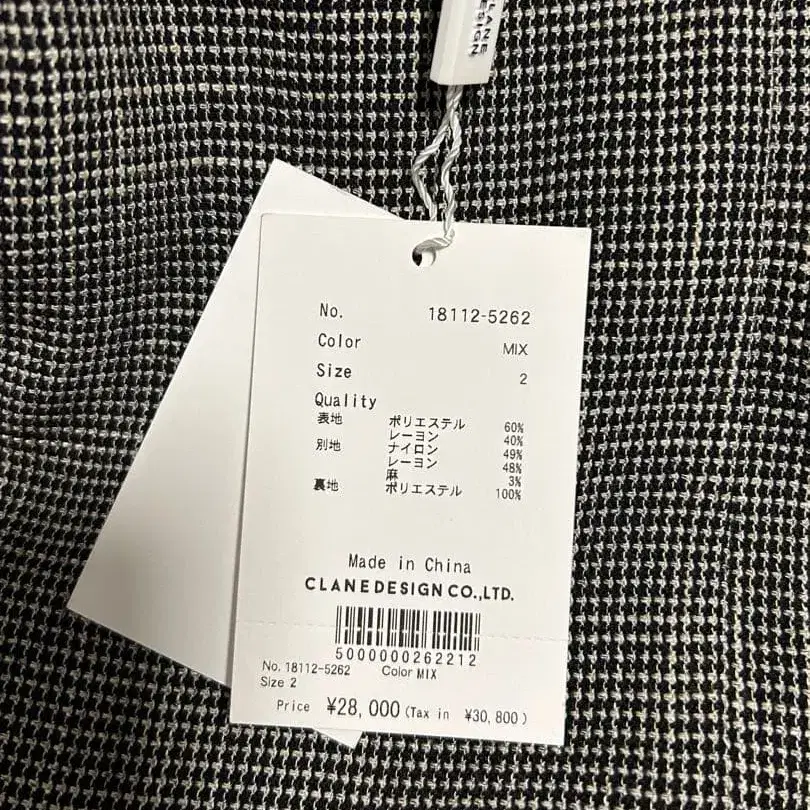 CLANE
DESIGN
No. 18112-5262
Color MIX
Size 2
Quality
表地 ポリエステル 60%
レーヨン 40%
別地 ナイロン 49%
レーヨン 48%
麻 3%
裏地 ポリエステル 100%
Made in China
CLANEDESIGN CO.,LTD.
5000000262212
No. 18112-5262 Color MIX
Size 2
Price ¥28,000 (Tax in ¥30,800)